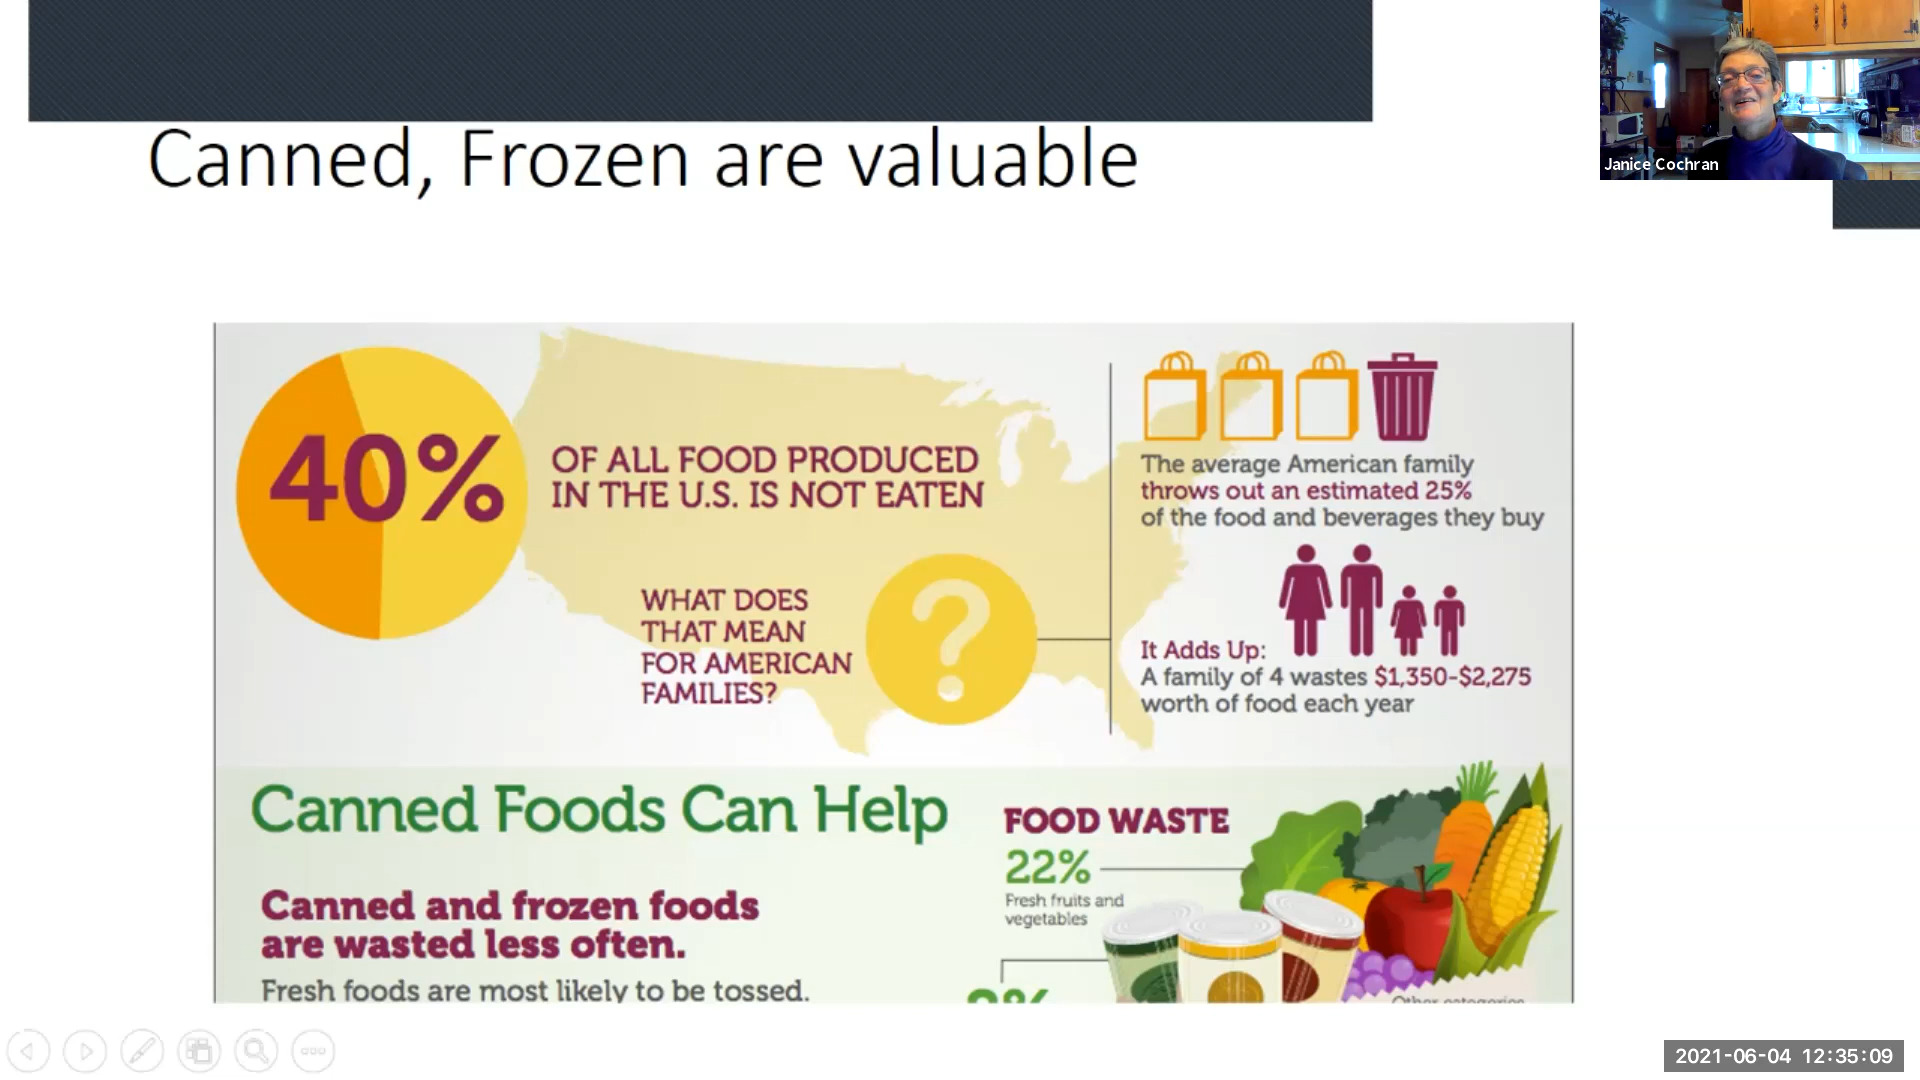 Canned, Frozen are valuable
Janice Cochran
40%
OF ALL FOOD PRODUCED
IN THE U.S. IS NOT EATEN
WHAT DOES
THAT MEAN
FOR AMERICAN
FAMILIES?
?
The average American family
throws out an estimated 25%
of the food and beverages they buy
It Adds Up:
A family of 4 wastes $1,350-$2,275
worth of food each year
Canned Foods Can Help
Canned and frozen foods
are wasted less often.
Fresh foods are most likely to be tossed.
FOOD WASTE
22%
Fresh fruits and
vegetables
Other categories
2021-06-04 12:35:09